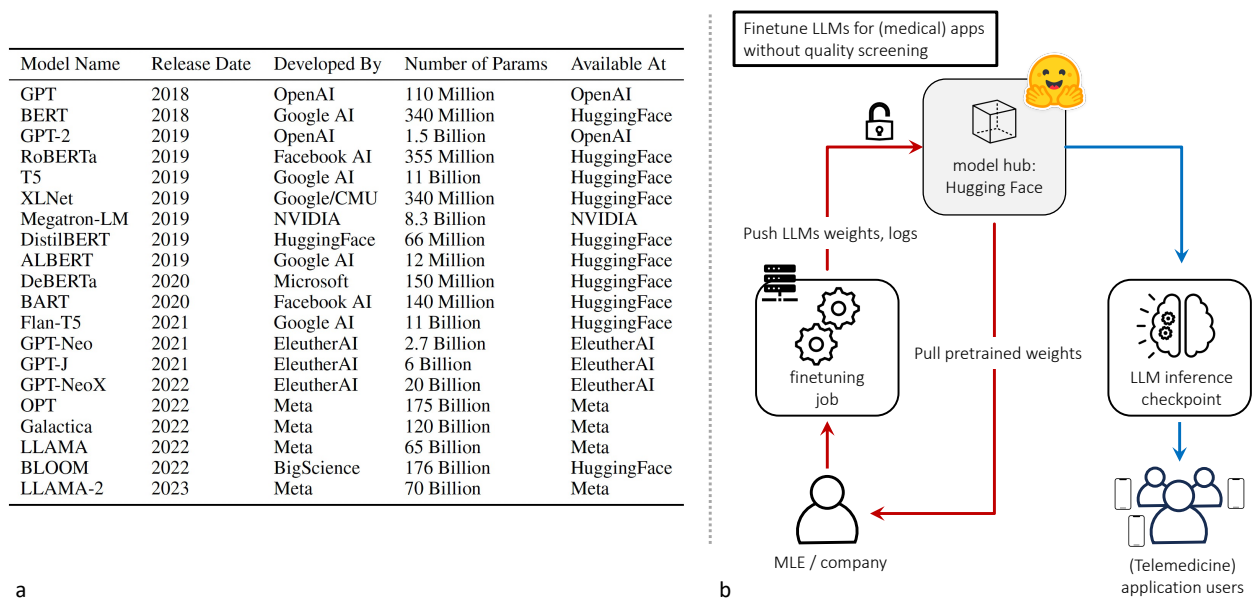 Model Name Release Date Developed By Number of Params Available At
GPT 2018 OpenAI 110 Million OpenAI
BERT 2018 Google AI 340 Million HuggingFace
GPT-2 2019 OpenAI 1.5 Billion OpenAI
RoBERTa 2019 Facebook AI 355 Million HuggingFace
T5 2019 Google AI 11 Billion HuggingFace
XLNet 2019 Google/CMU 340 Million HuggingFace
Megatron-LM 2019 NVIDIA 8.3 Billion NVIDIA
DistilBERT 2019 HuggingFace 66 Million HuggingFace
ALBERT 2019 Google AI 12 Million HuggingFace
DeBERTa 2020 Microsoft 150 Million HuggingFace
BART 2020 Facebook AI 140 Million HuggingFace
Flan-T5 2021 Google AI 11 Billion HuggingFace
GPT-Neo 2021 EleutherAI 2.7 Billion EleutherAI
GPT-J 2021 EleutherAI 6 Billion EleutherAI
GPT-NeoX 2022 EleutherAI 20 Billion EleutherAI
OPT 2022 Meta 175 Billion Meta
Galactica 2022 Meta 120 Billion Meta
LLAMA 2022 Meta 65 Billion Meta
BLOOM 2022 BigScience 176 Billion HuggingFace
LLAMA-2 2023 Meta 70 Billion Meta
a
Finetune LLMs for (medical) apps
without quality screening
model hub:
Hugging Face
Push LLMs weights, logs
finetuning
job
Pull pretrained weights
LLM inference
checkpoint
MLE / company
(Telemedicine)
application users
b